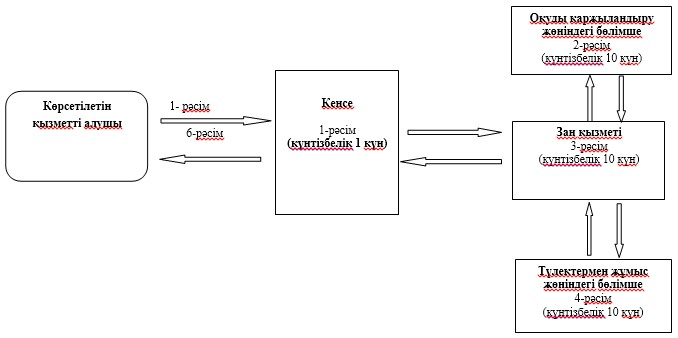 Көрсетілетін
қызметті алушы
1- рәсім
6-рәсім
Кеңсе
1-рәсім
(күнтізбелік 1 күн)
Оқуды қаржыландыру
жөніндегі бөлімше
2-рәсім
(күнтізбелік 10 күн)
Заң қызметі
3-рәсім
(күнтізбелік 10 күн)
Түлектермен жұмыс
жөніндегі бөлімше
4-рәсім
(күнтізбелік 10 күн)